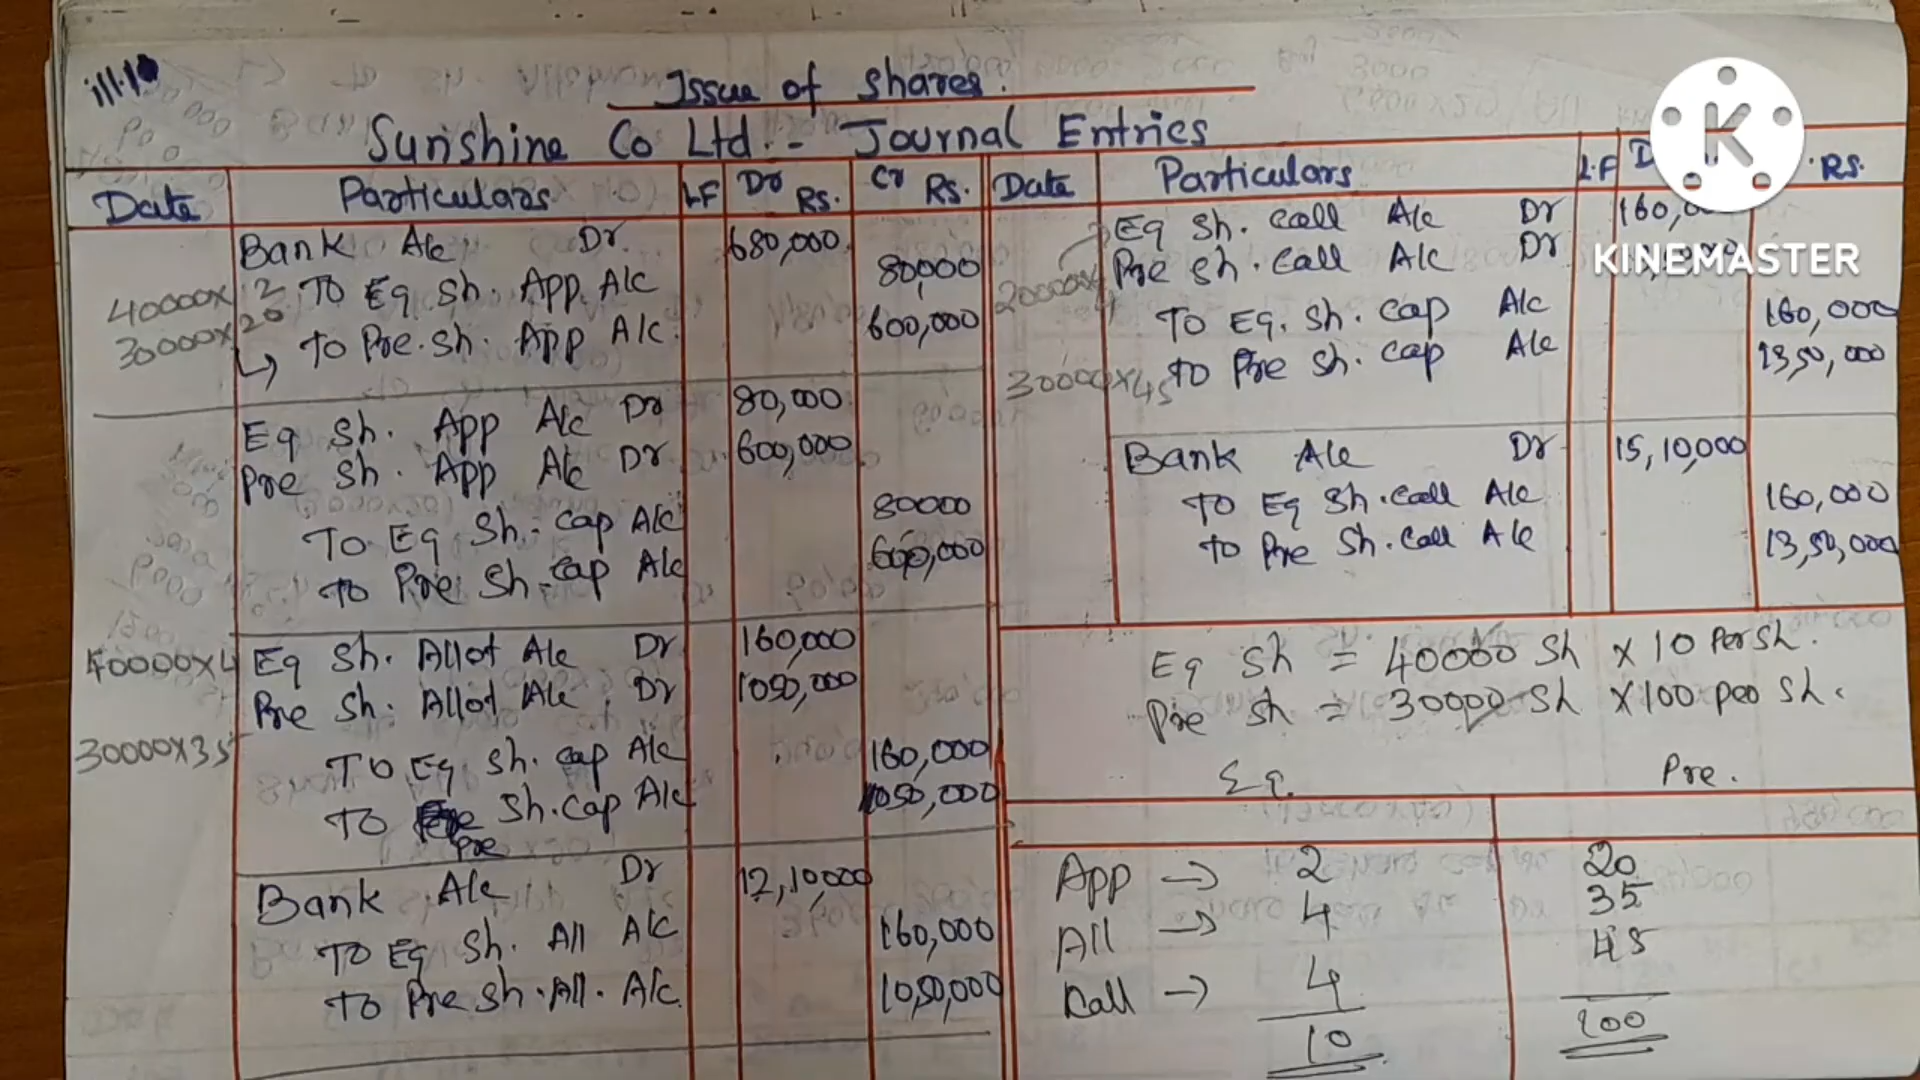 ill.10
Issue of Shares.
Sunshine Co Ltd. - Journal Entries
Date Particulars LF Dr Rs. Cr Rs.
Bank A/c Dr. 680,000
40000x2 To Eq Sh. App A/c 80,000
30000x20 To Pre. Sh. App A/c. 600,000
Eq Sh. App A/c Dr 80,000
Pre Sh. App A/c Dr 600,000
To Eq Sh. Cap A/c 80000
To Pre Sh. Cap A/c 600,000
40000x4 Eq Sh. Allot A/c Dr 160,000
Pre Sh. Allot A/c Dr 1050,000
30000x35 To Eq Sh. Cap A/c 160,000
To Pre Sh. Cap A/c 1050,000
Bank A/c Dr 12,10,000
To Eq Sh. All A/c 160,000
To Pre Sh. All. A/c. 10,50,000
Date Particulars L.F Rs.
Eq Sh. Call A/c Dr
Pre Sh. Call A/c Dr
To Eq. Sh. Cap A/c 160,000
30000x45 To Pre Sh. Cap A/c 13,50,000
Bank A/c Dr 15,10,000
To Eq Sh. Call A/c 160,000
To Pre Sh. Call A/c 13,50,000
Eq Sh = 40000 Sh x 10 Per Sh.
Pre Sh = 30000 Sh x 100 per Sh.
Eq. Pre.
App → 2 20
All → 4 35
Call → 4 45
10 100
K
KINEMASTER